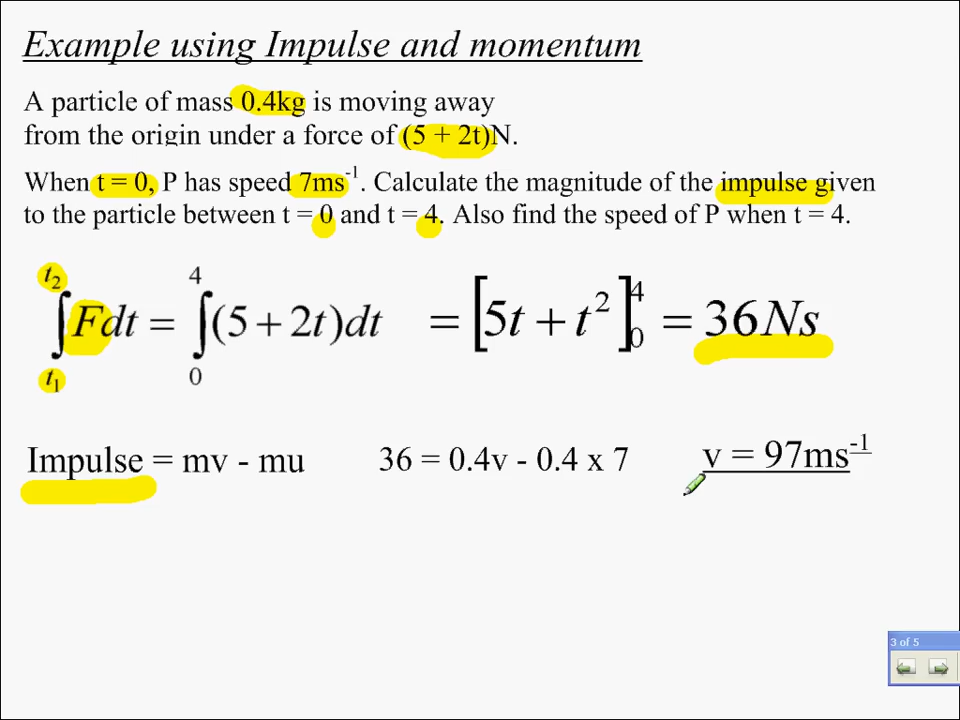 Example using Impulse and momentum
A particle of mass 0.4kg is moving away
from the origin under a force of (5 + 2t)N.
When t = 0, P has speed 7ms⁻¹. Calculate the magnitude of the impulse given
to the particle between t = 0 and t = 4. Also find the speed of P when t = 4.
∫_{t₁}^{t₂} Fdt = ∫_{0}^{4} (5 + 2t)dt = [5t + t²]_{0}^{4} = 36 Ns
Impulse = mv - mu 36 = 0.4v - 0.4 x 7 v = 97ms⁻¹
3 of 5